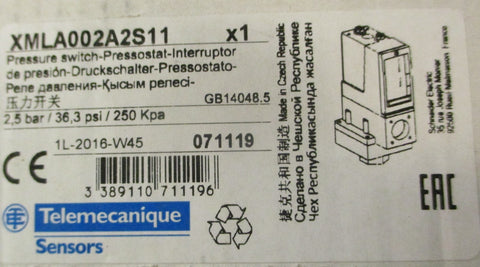 XMLA002A2S11 x1
Pressure switch-Pressostat-Interruptor
de presión-Druckschalter-Pressostato-
Реле давления-Қысым релесі-
压力开关 GB14048.5
2,5 bar / 36,3 psi / 250 Kpa
1L-2016-W45 071119
CE
3 389110 711196
Telemecanique
Sensors
Made in Czech Republic
捷克共和国制造
Сделано в Чешской Республике
Чех Республикасында жасалған
Schneider Electric
35 rue Joseph Monier
92500 Rueil Malmaison France
EAC